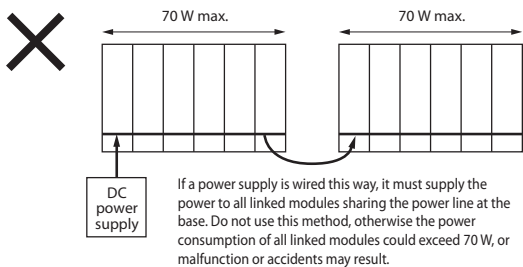 70 W max.
70 W max.
DC
power
supply
If a power supply is wired this way, it must supply the
power to all linked modules sharing the power line at the
base. Do not use this method, otherwise the power
consumption of all linked modules could exceed 70 W, or
malfunction or accidents may result.